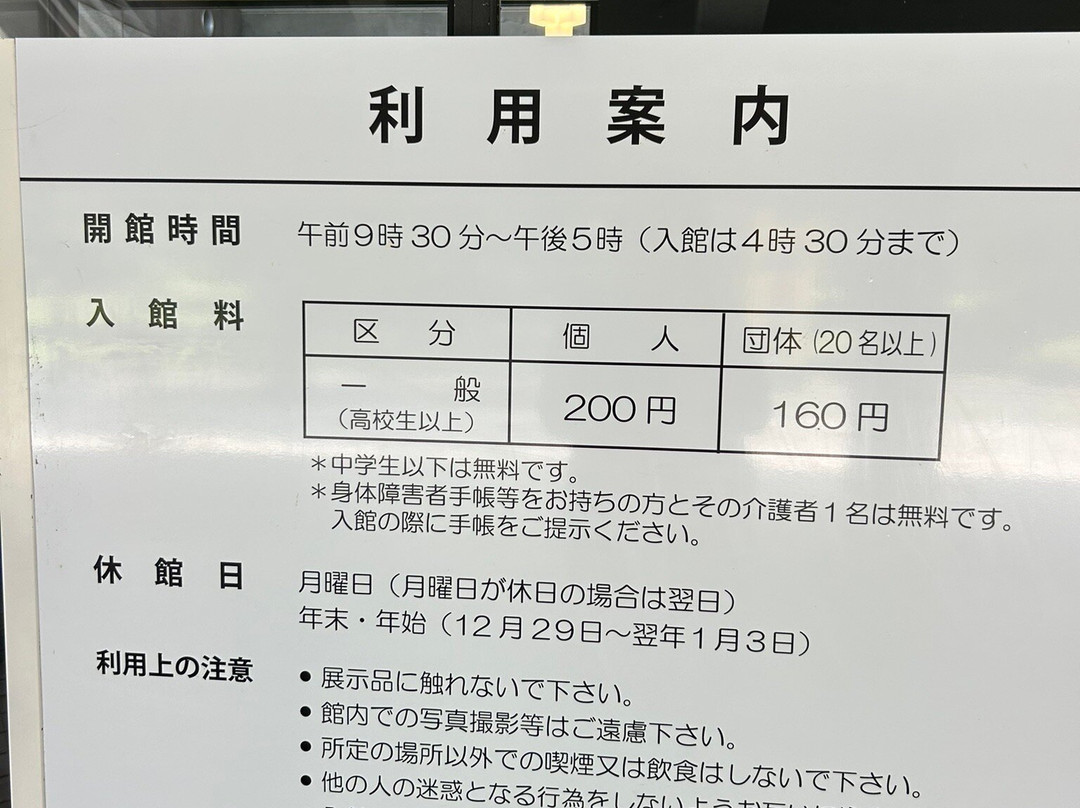 利用案内
開館時間 午前9時30分～午後5時（入館は4時30分まで）
入館料
区分 個人 団体（20名以上）
一般 200円 160円
（高校生以上）
＊中学生以下は無料です。
＊身体障害者手帳等をお持ちの方とその介護者1名は無料です。
入館の際に手帳をご提示ください。
休館日 月曜日（月曜日が休日の場合は翌日）
年末・年始（12月29日～翌年1月3日）
利用上の注意 ● 展示品に触れないで下さい。
● 館内での写真撮影等はご遠慮下さい。
● 所定の場所以外での喫煙又は飲食はしないで下さい。
● 他の人の迷惑となる行為をしないよう